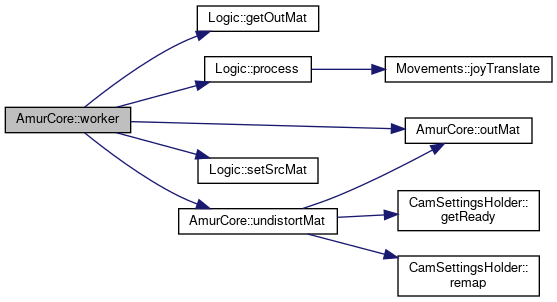 Logic::getOutMat
Logic::process
Movements::joyTranslate
AmurCore::worker
AmurCore::outMat
Logic::setSrcMat
AmurCore::undistortMat
CamSettingsHolder::
getReady
CamSettingsHolder::
remap